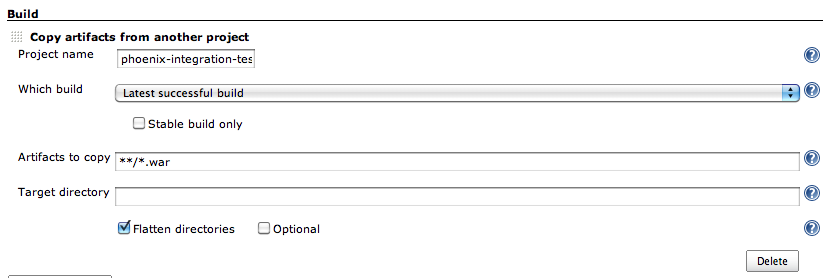 Build
Copy artifacts from another project
Project name phoenix-integration-tes
Which build Latest successful build
Stable build only
Artifacts to copy **/*.war
Target directory
Flatten directories Optional
Delete